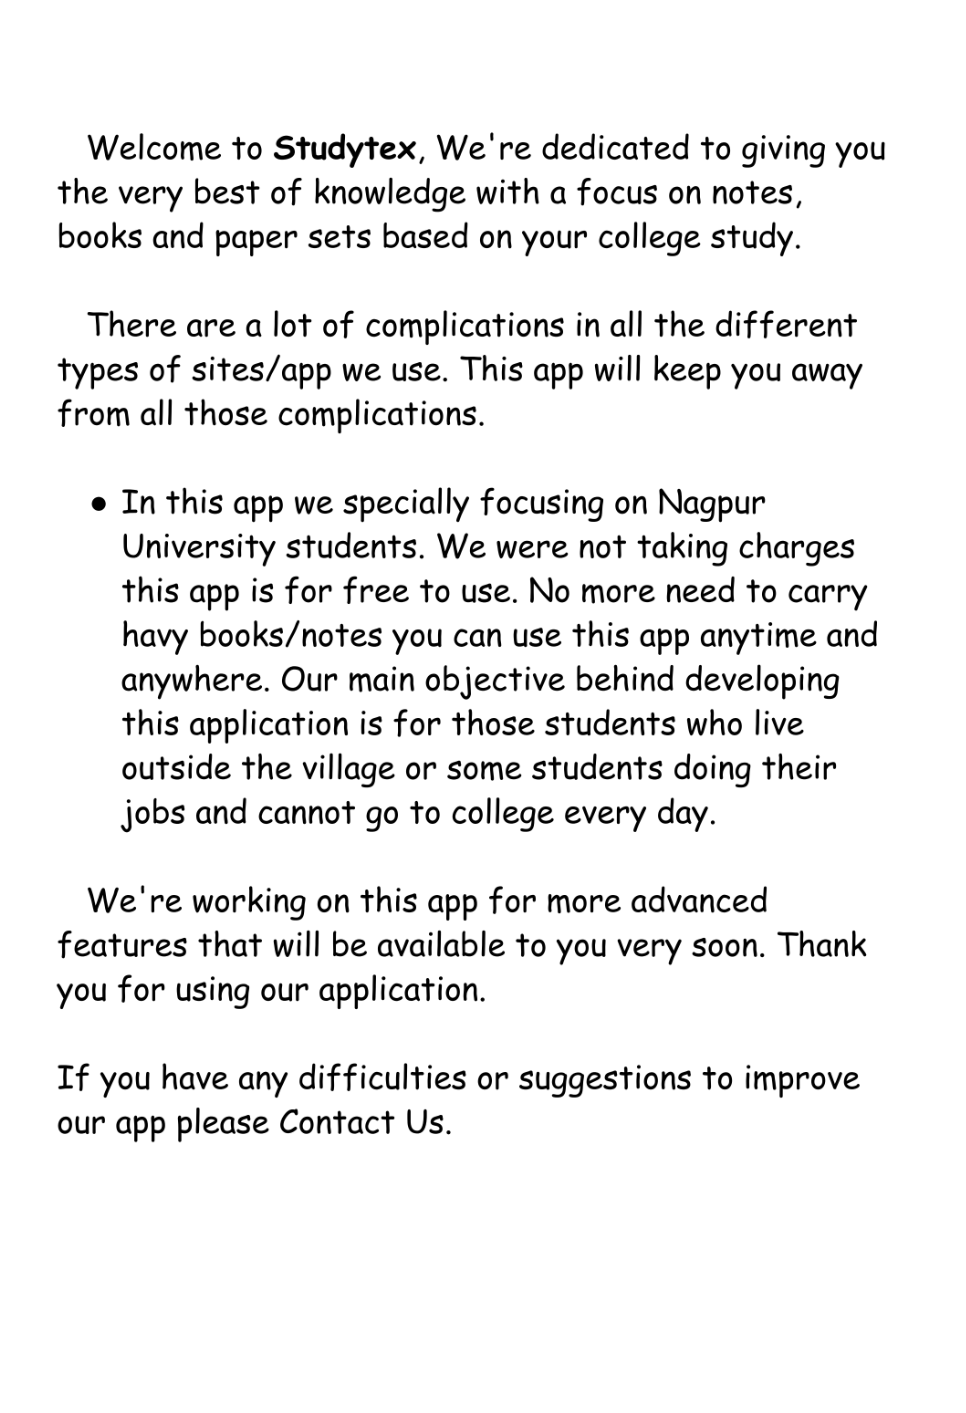 Welcome to Studytex, We're dedicated to giving you
the very best of knowledge with a focus on notes,
books and paper sets based on your college study.
There are a lot of complications in all the different
types of sites/app we use. This app will keep you away
from all those complications.
● In this app we specially focusing on Nagpur
University students. We were not taking charges
this app is for free to use. No more need to carry
havy books/notes you can use this app anytime and
anywhere. Our main objective behind developing
this application is for those students who live
outside the village or some students doing their
jobs and cannot go to college every day.
We're working on this app for more advanced
features that will be available to you very soon. Thank
you for using our application.
If you have any difficulties or suggestions to improve
our app please Contact Us.